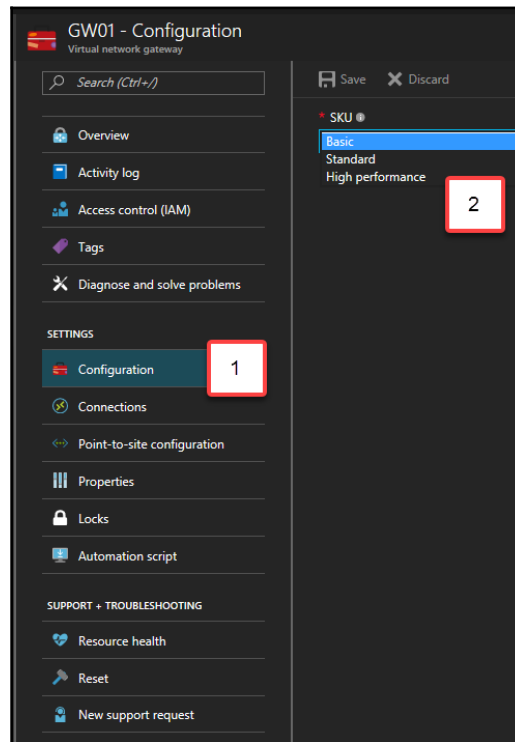 GW01 - Configuration
Virtual network gateway
Search (Ctrl+/)
Overview
Activity log
Access control (IAM)
Tags
Diagnose and solve problems
SETTINGS
Configuration
1
Connections
Point-to-site configuration
Properties
Locks
Automation script
SUPPORT + TROUBLESHOOTING
Resource health
Reset
New support request
Save Discard
* SKU
Basic
Standard
High performance
2